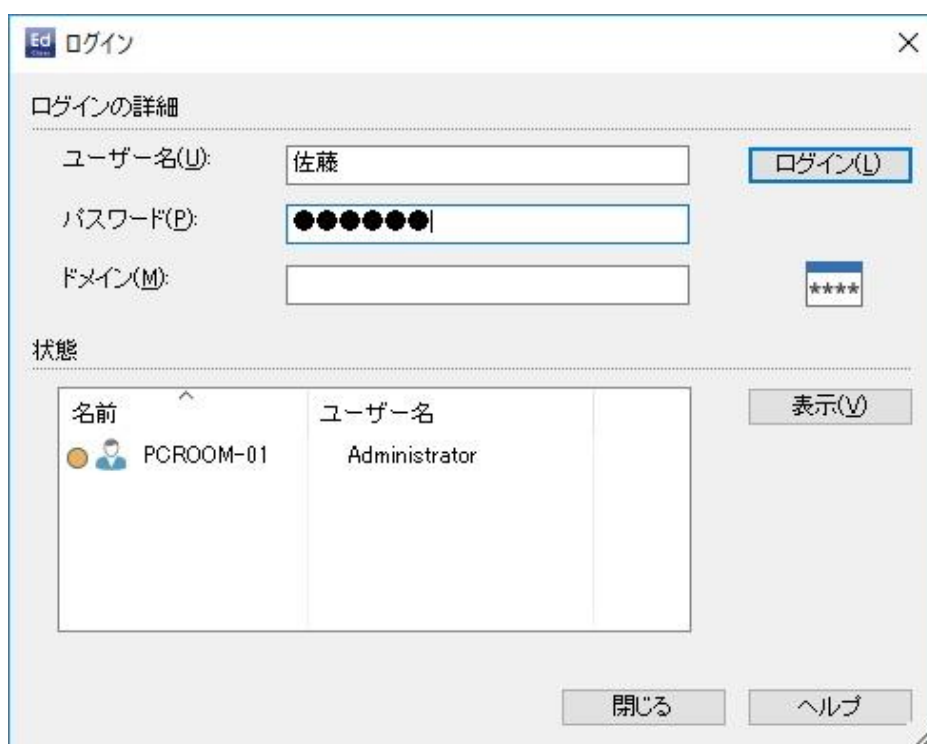 Ed ログイン
ログインの詳細
ユーザー名(U): 佐藤 ログイン(L)
パスワード(P): ●●●●●●
ドメイン(M): ****
状態
名前 ユーザー名 表示(V)
PCROOM-01 Administrator
閉じる ヘルプ